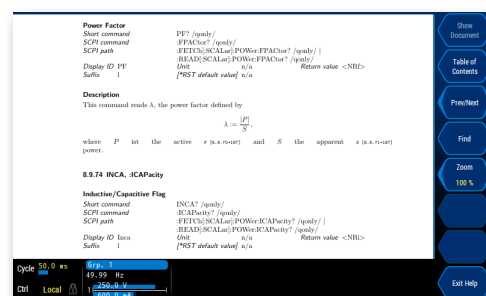 Power Factor
Short command PF? /qonly/
SCPI command :FPACtor? /qonly/
SCPI path :FETCh[:SCALar]:POWer:FPACtor? /qonly/ |
:READ[:SCALar]:POWer:FPACtor? /qonly/
Display ID PF Unit n/a Return value <NRf>
Suffix 1 [*RST default value] n/a
Description
This command reads λ, the power factor defined by
λ := |P| / S,
where P ist the active P (8.9.70→187) and S the apparent S (8.9.71→187)
power.
8.9.74 INCA, :ICAPacity
Inductive/Capacitive Flag
Short command INCA? /qonly/
SCPI command :ICAPacity? /qonly/
SCPI path :FETCh[:SCALar]:POWer:ICAPacity? /qonly/ |
:READ[:SCALar]:POWer:ICAPacity? /qonly/
Display ID Inca Unit n/a Return value <NRi>
Suffix 1 [*RST default value] n/a
Show
Document
Table of
Contents
Prev/Next
Find
Zoom
100 %
Exit Help
Cycle 50.0 ms
Ctrl Local
Grp. 1
49.99 Hz
1 250.0 V
600.0 mA